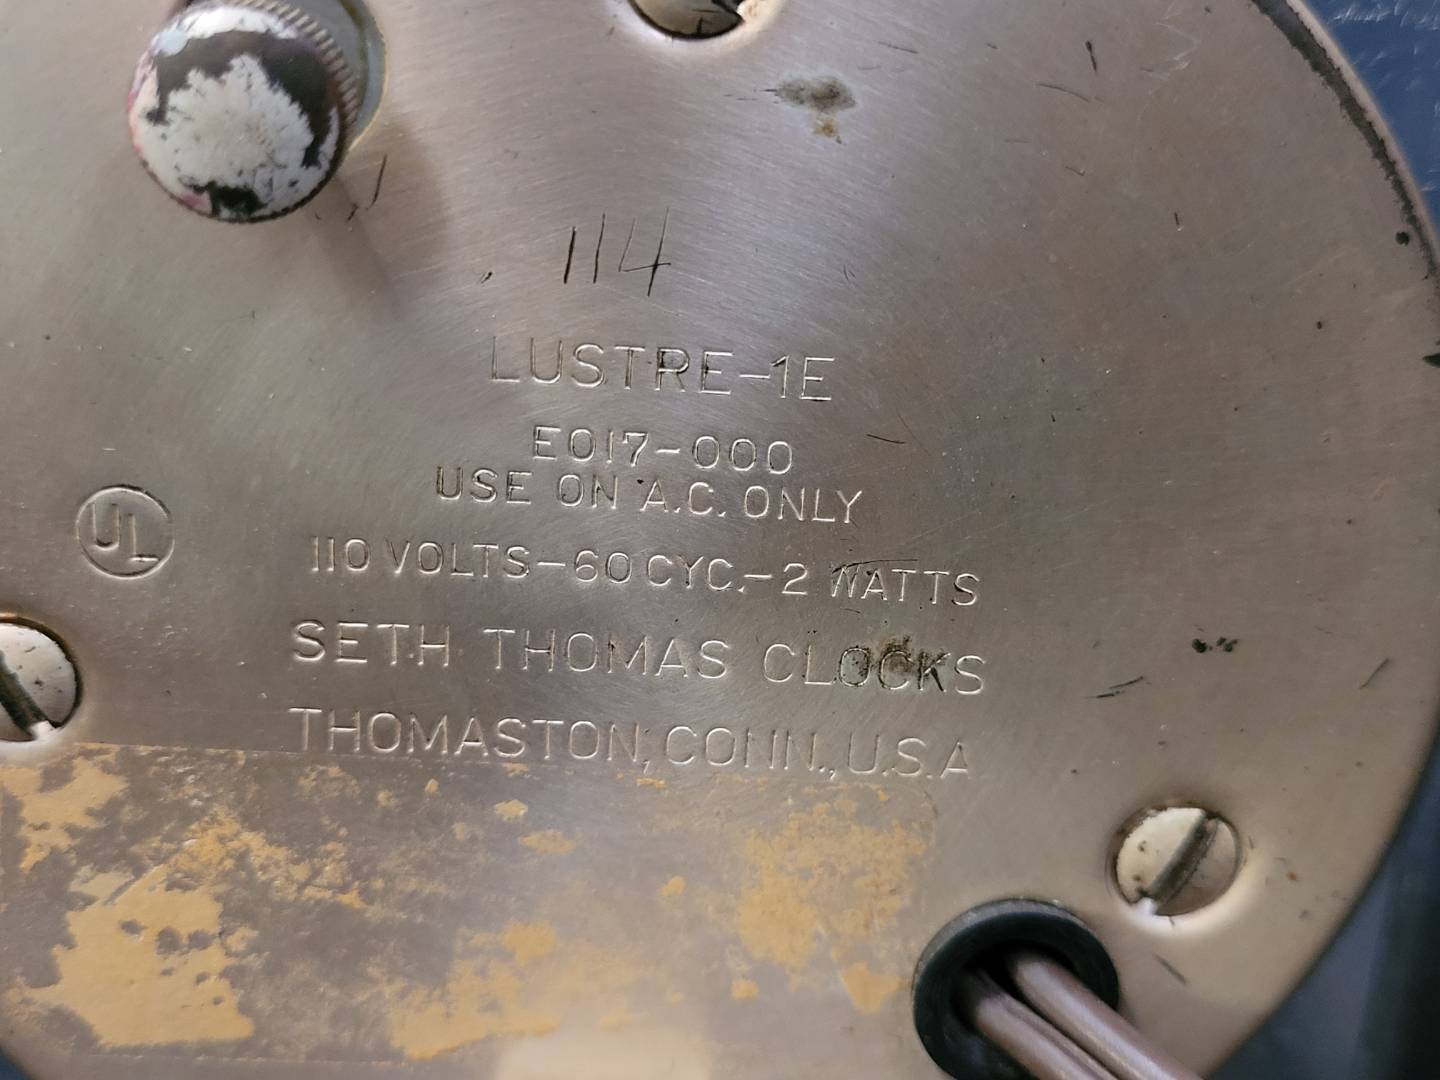 114
LUSTRE-1E
E017-000
USE ON A.C. ONLY
UL
110 VOLTS-60 CYC.-2 WATTS
SETH THOMAS CLOCKS
THOMASTON, CONN., U.S.A